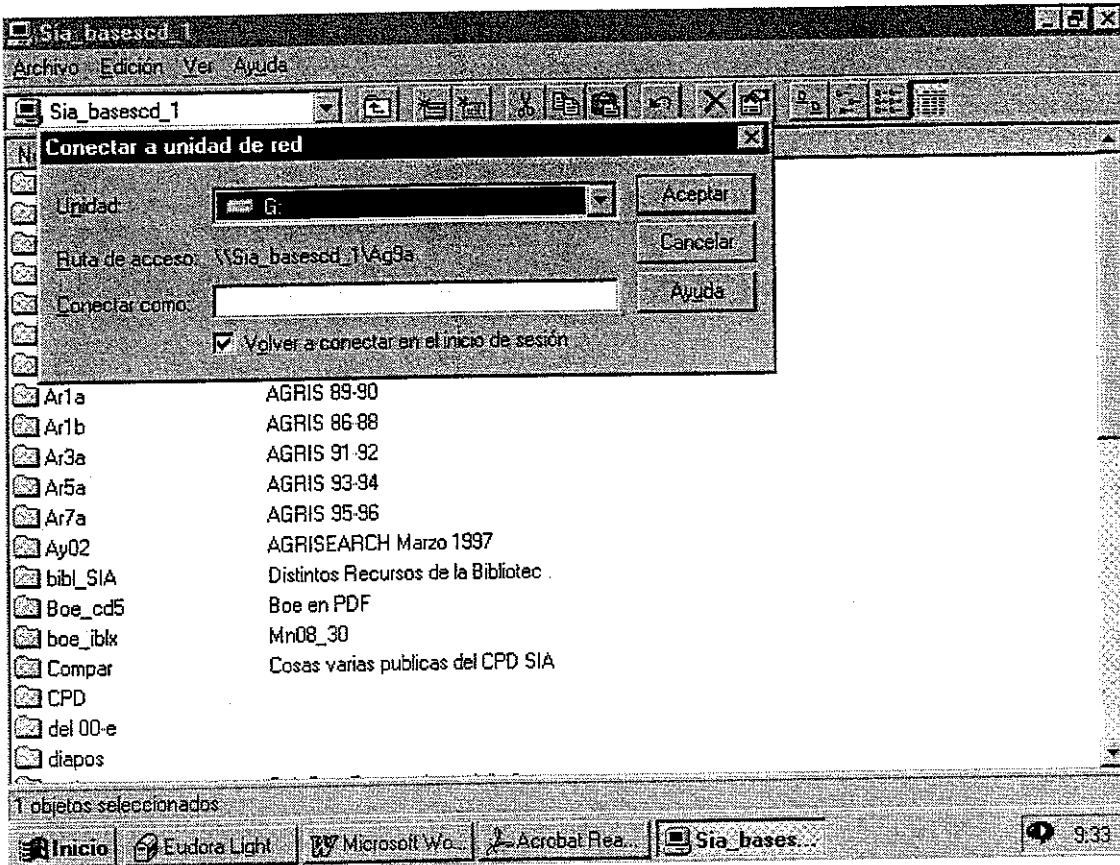 Sia_basescd_1
Archivo Edición Ver Ayuda
Sia_basescd_1
Conectar a unidad de red
Unidad: G: Aceptar
Ruta de acceso: \\Sia_basescd_1\Ag9a Cancelar
Conectar como: Ayuda
Volver a conectar en el inicio de sesión
Ar1a AGRIS 89-90
Ar1b AGRIS 86-88
Ar3a AGRIS 91-92
Ar5a AGRIS 93-94
Ar7a AGRIS 95-96
Ay02 AGRISEARCH Marzo 1997
bibl_SIA Distintos Recursos de la Bibliotec .
Boe_cd5 Boe en PDF
boe_iblx Mn08_30
Compar Cosas varias publicas del CPD SIA
CPD
del 00-e
diapos
1 objetos seleccionados
Inicio Eudora Light Microsoft Wo... Acrobat Rea... Sia_bases... 9:33